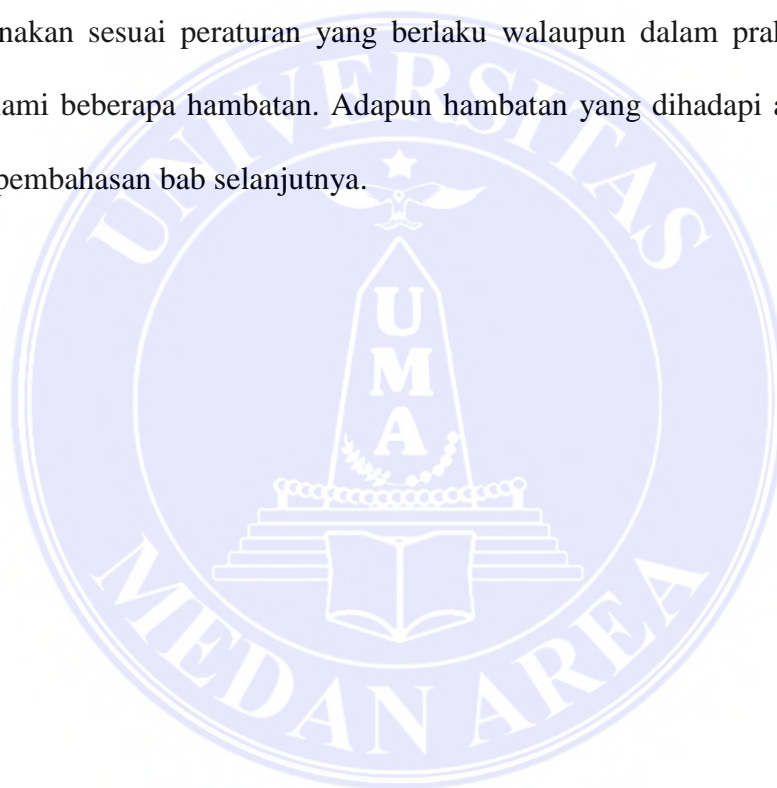 nakan sesuai peraturan yang berlaku walaupun dalam pra
ami beberapa hambatan. Adapun hambatan yang dihadapi a
pembahasan bab selanjutnya.
UNIVERSITAS
UMA
MEDAN AREA